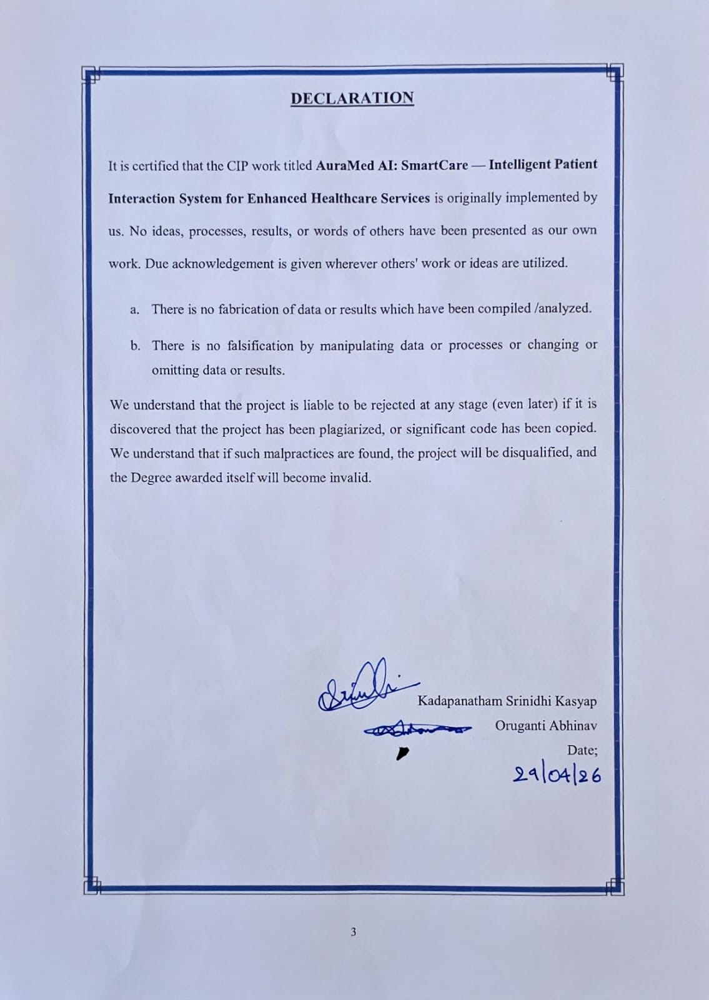 DECLARATION
It is certified that the CIP work titled AuraMed AI: SmartCare — Intelligent Patient
Interaction System for Enhanced Healthcare Services is originally implemented by
us. No ideas, processes, results, or words of others have been presented as our own
work. Due acknowledgement is given wherever others' work or ideas are utilized.
a. There is no fabrication of data or results which have been compiled /analyzed.
b. There is no falsification by manipulating data or processes or changing or
omitting data or results.
We understand that the project is liable to be rejected at any stage (even later) if it is
discovered that the project has been plagiarized, or significant code has been copied.
We understand that if such malpractices are found, the project will be disqualified, and
the Degree awarded itself will become invalid.
Kadapanatham Srinidhi Kasyap
Oruganti Abhinav
Date;
29/04/26
3